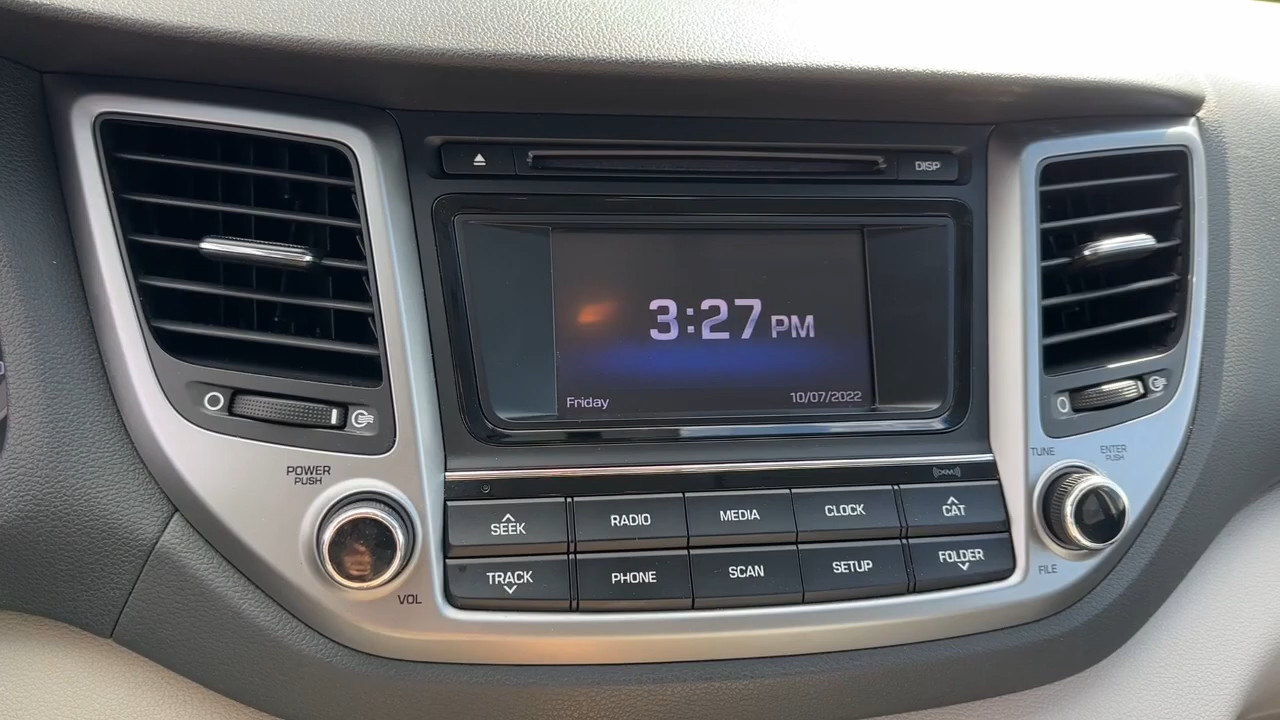 DISP
3:27 PM
Friday 10/07/2022
POWER
PUSH
VOL
TUNE
ENTER
PUSH
FILE
((XM))
SEEK RADIO MEDIA CLOCK CAT
TRACK PHONE SCAN SETUP FOLDER